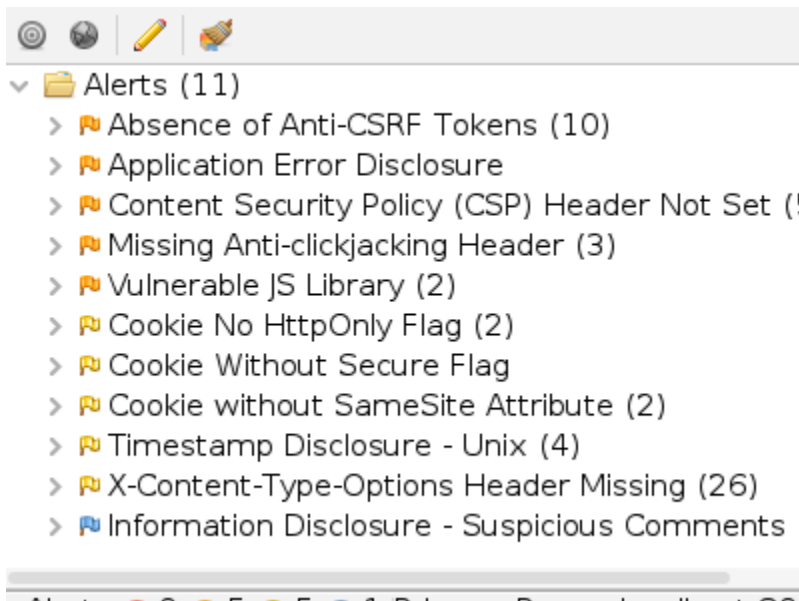 Alerts (11)
Absence of Anti-CSRF Tokens (10)
Application Error Disclosure
Content Security Policy (CSP) Header Not Set (
Missing Anti-clickjacking Header (3)
Vulnerable JS Library (2)
Cookie No HttpOnly Flag (2)
Cookie Without Secure Flag
Cookie without SameSite Attribute (2)
Timestamp Disclosure - Unix (4)
X-Content-Type-Options Header Missing (26)
Information Disclosure - Suspicious Comments